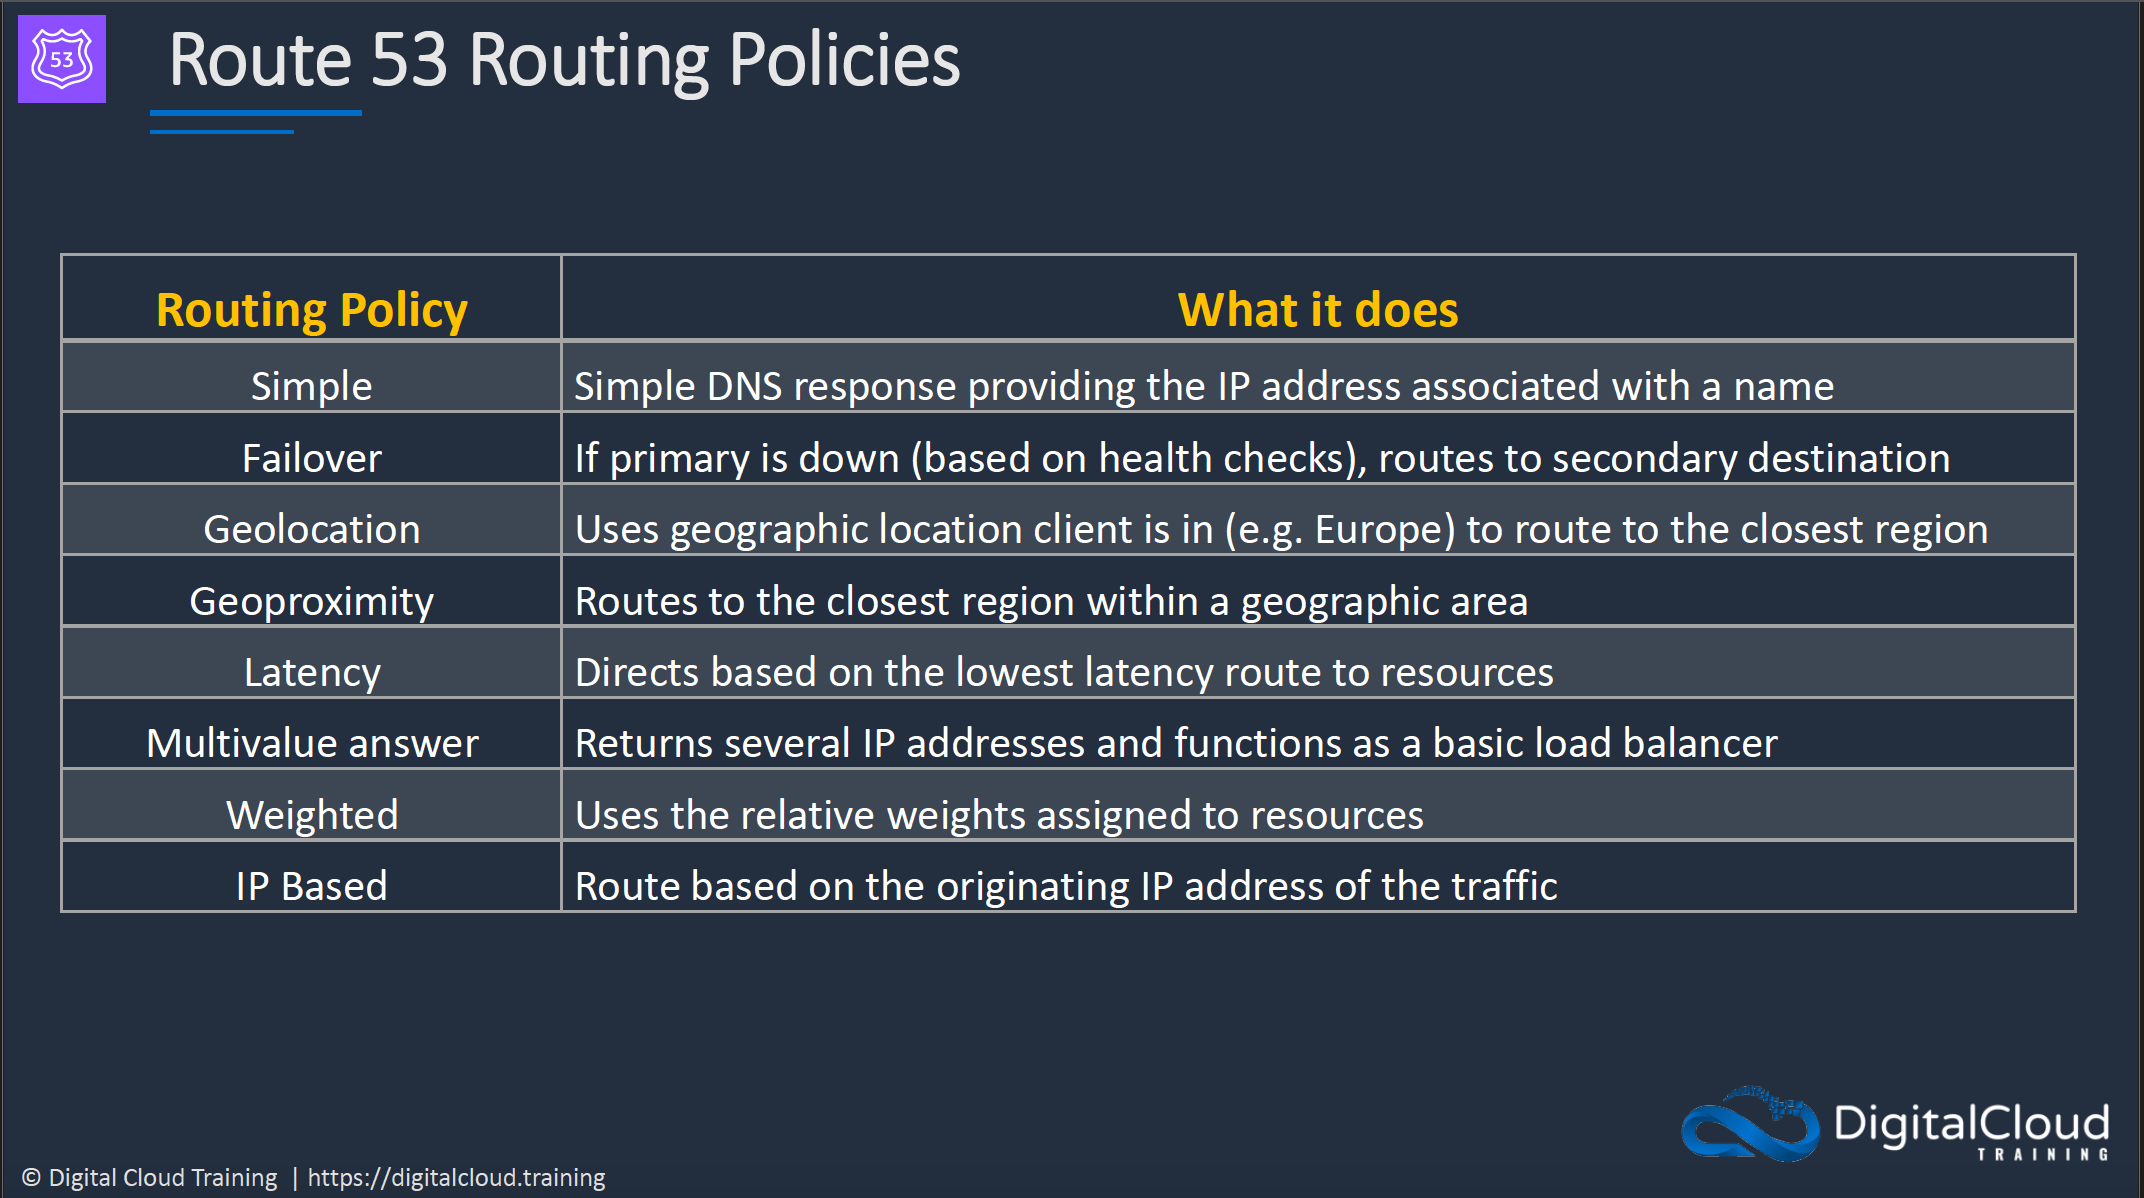 53
Route 53 Routing Policies
Routing Policy
What it does
Simple
Simple DNS response providing the IP address associated with a name
Failover
If primary is down (based on health checks), routes to secondary destination
Geolocation
Uses geographic location client is in (e.g. Europe) to route to the closest region
Geoproximity
Routes to the closest region within a geographic area
Latency
Directs based on the lowest latency route to resources
Multivalue answer
Returns several IP addresses and functions as a basic load balancer
Weighted
Uses the relative weights assigned to resources
IP Based
Route based on the originating IP address of the traffic
DigitalCloud
TRAINING
© Digital Cloud Training | https://digitalcloud.training